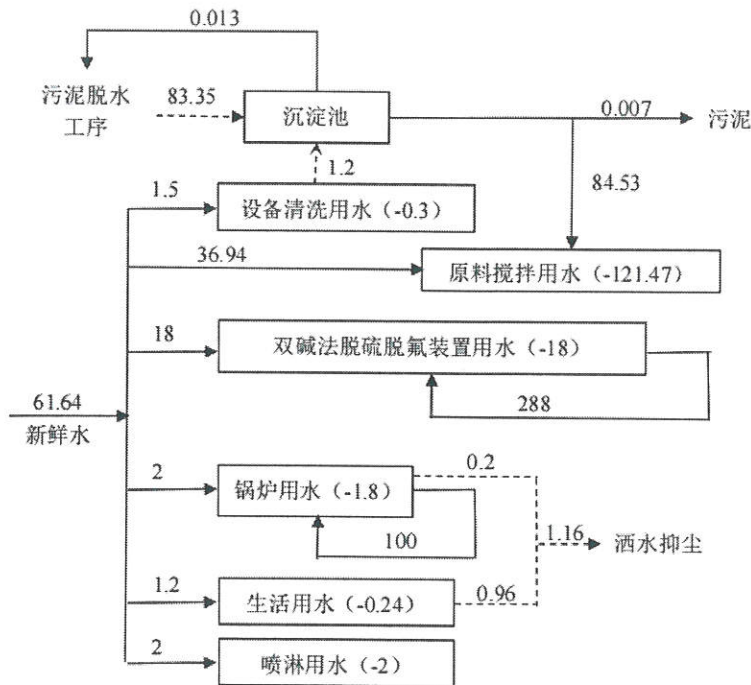 0.013
污泥脱水
工序
83.35
沉淀池
0.007
污泥
1.2
84.53
1.5
设备清洗用水（-0.3）
36.94
原料搅拌用水（-121.47）
18
双碱法脱硫脱氟装置用水（-18）
288
61.64
新鲜水
2
锅炉用水（-1.8）
0.2
100
1.16
洒水抑尘
1.2
生活用水（-0.24）
0.96
2
喷淋用水（-2）